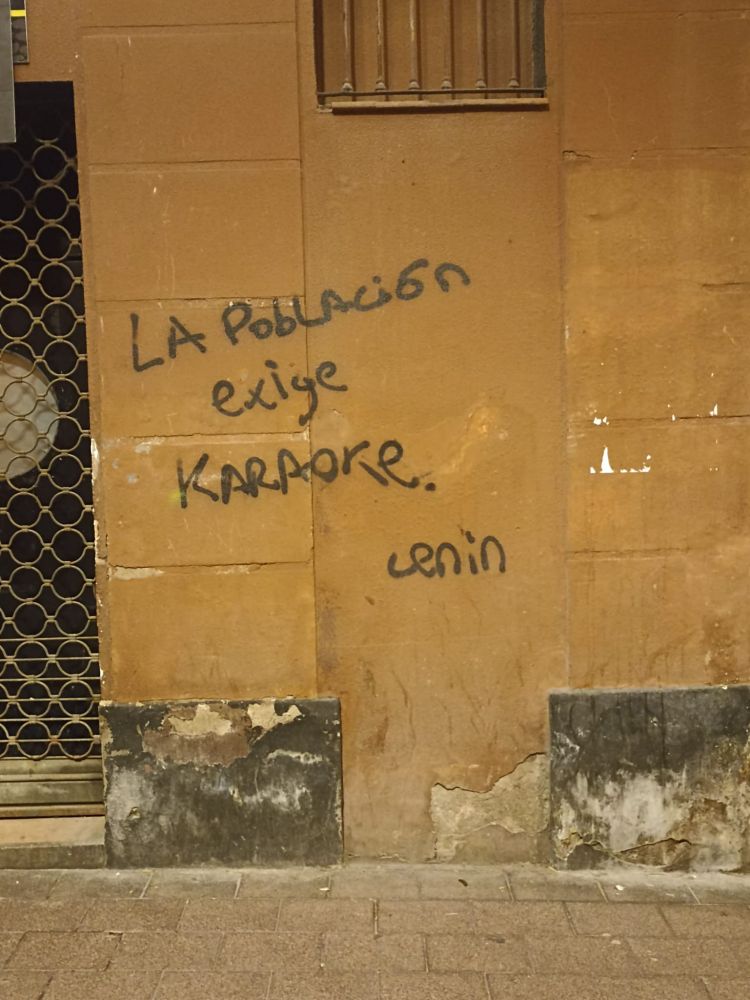 LA PoblAción
exige
KARAOKe.
Lenin